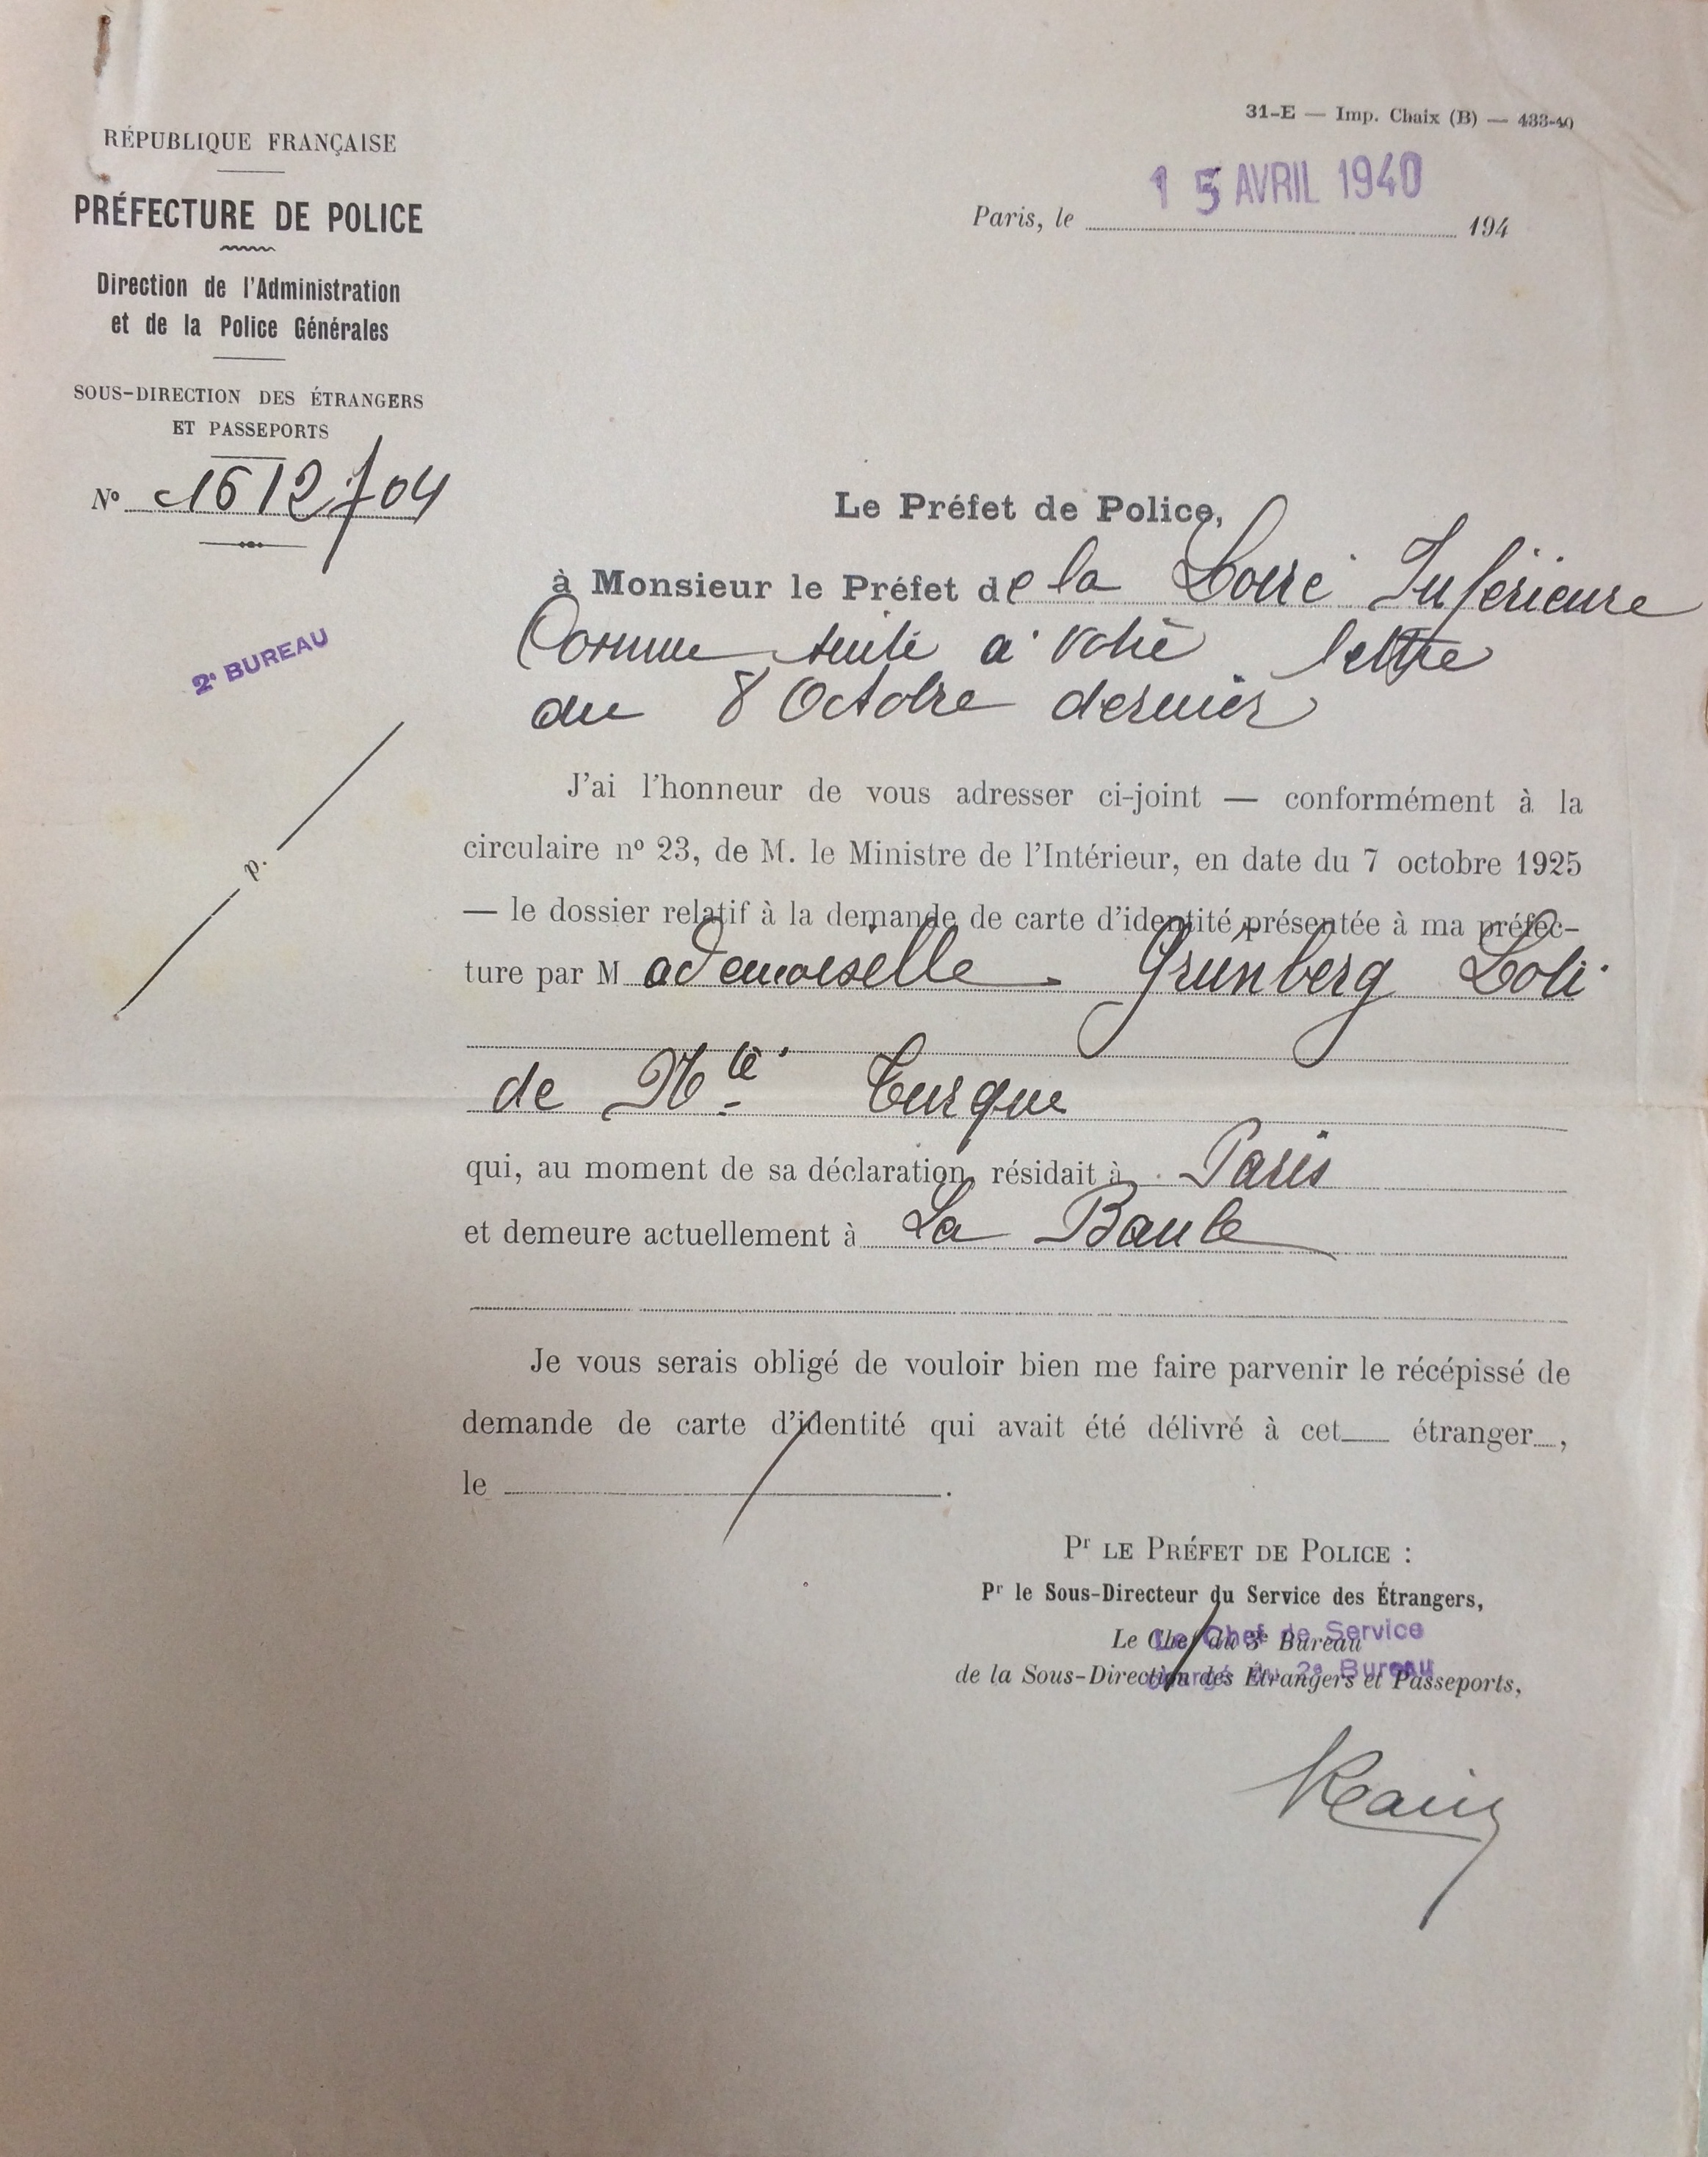 31-E — Imp. Chaix (B) — 433-40
RÉPUBLIQUE FRANÇAISE
PRÉFECTURE DE POLICE
Direction de l'Administration
et de la Police Générales
SOUS-DIRECTION DES ÉTRANGERS
ET PASSEPORTS
Nº 1612704
2e BUREAU
p.
15 AVRIL 1940
Paris, le 194
Le Préfet de Police,
à Monsieur le Préfet de la Loire Inférieure
Comme suite à votre lettre
du 8 Octobre dernier
J'ai l'honneur de vous adresser ci-joint — conformément à la
circulaire nº 23, de M. le Ministre de l'Intérieur, en date du 7 octobre 1925
— le dossier relatif à la demande de carte d'identité présentée à ma préfec-
ture par Mademoiselle Grünberg Loli
de Nté Turque
qui, au moment de sa déclaration, résidait à Paris
et demeure actuellement à La Baule
Je vous serais obligé de vouloir bien me faire parvenir le récépissé de
demande de carte d'identité qui avait été délivré à cet étranger,
le .
Pr LE PRÉFET DE POLICE :
Pr le Sous-Directeur du Service des Étrangers,
Le Chef du 3e Bureau
Le Chef de Service
de la Sous-Direction des Étrangers et Passeports,
chargé du 2e Bureau